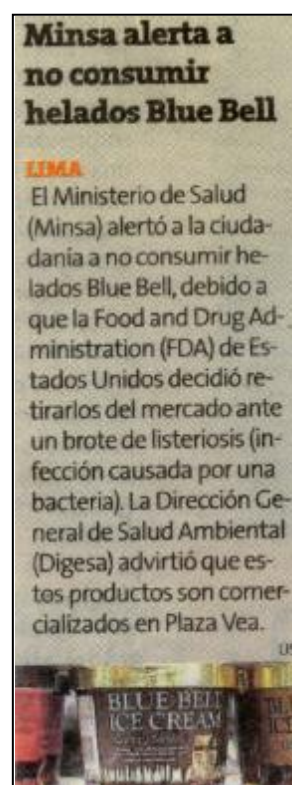 Minsa alerta a
no consumir
helados Blue Bell
LIMA
El Ministerio de Salud
(Minsa) alertó a la ciuda-
danía a no consumir he-
lados Blue Bell, debido a
que la Food and Drug Ad-
ministration (FDA) de Es-
tados Unidos decidió re-
tirarlos del mercado ante
un brote de listeriosis (in-
fección causada por una
bacteria). La Dirección Ge-
neral de Salud Ambiental
(Digesa) advirtió que es-
tos productos son comer-
cializados en Plaza Vea.
BLUE BELL
ICE CREAM